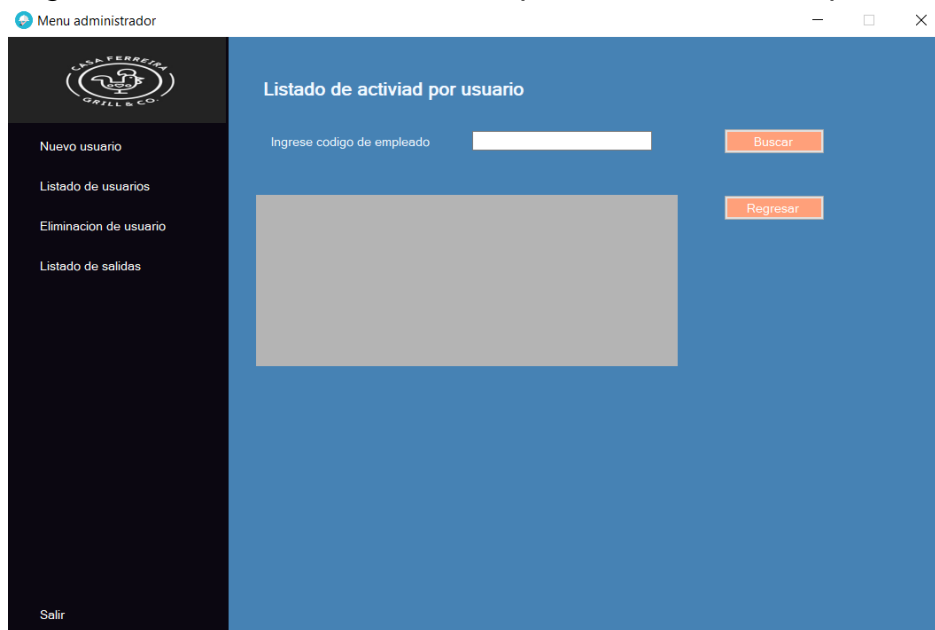 Menu administrador
CASA FERREIRA
GRILL & CO.
Listado de activiad por usuario
Nuevo usuario
Ingrese codigo de empleado
Buscar
Listado de usuarios
Regresar
Eliminacion de usuario
Listado de salidas
Salir